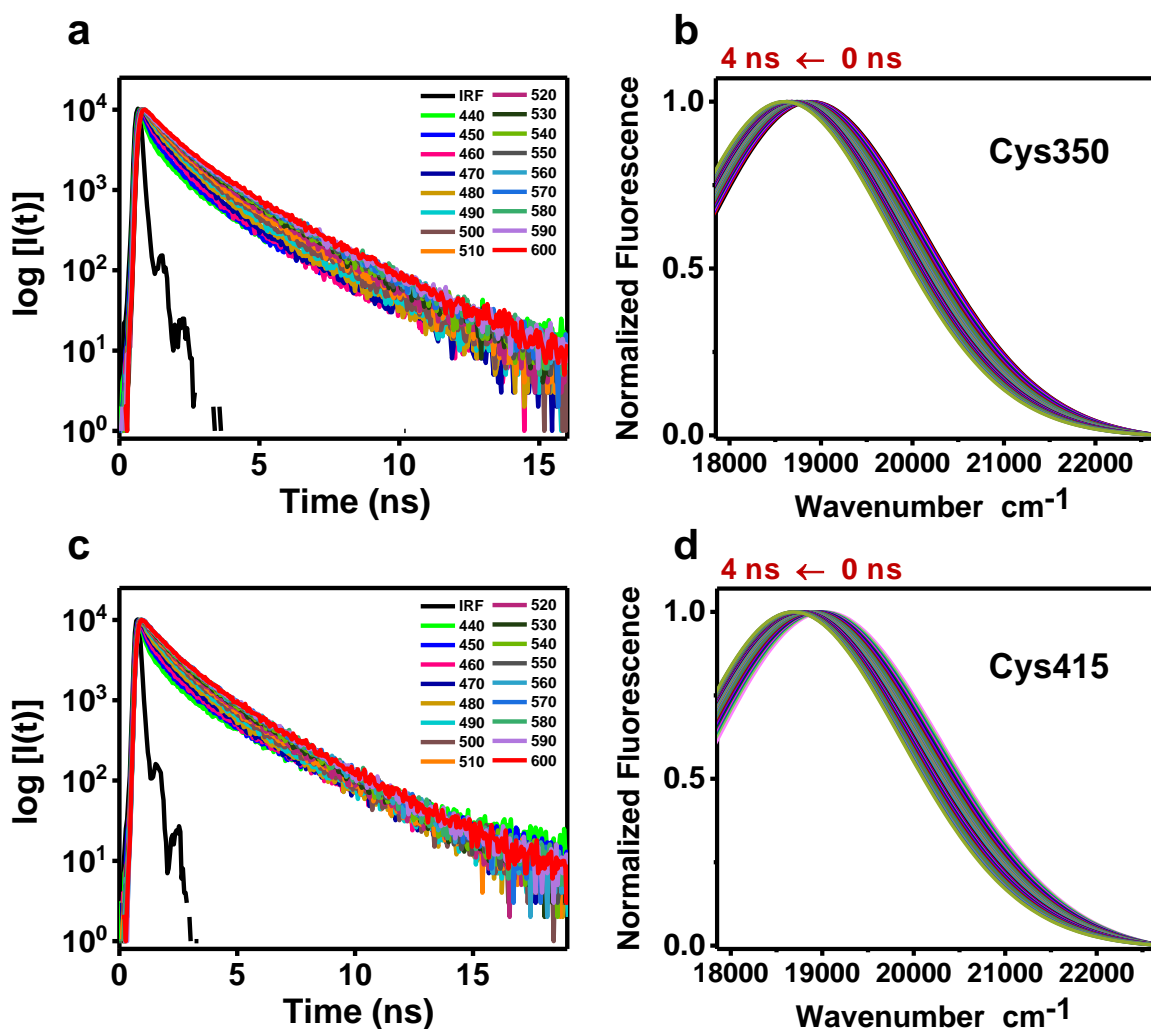 a
log [I(t)]
10⁴
10³
10²
10¹
10⁰
IRF 520
440 530
450 540
460 550
470 560
480 570
490 580
500 590
510 600
0 5 10 15
Time (ns)
b
4 ns ← 0 ns
Normalized Fluorescence
1.0
0.5
0.0
Cys350
18000 19000 20000 21000 22000
Wavenumber cm⁻¹
c
log [I(t)]
10⁴
10³
10²
10¹
10⁰
IRF 520
440 530
450 540
460 550
470 560
480 570
490 580
500 590
510 600
0 5 10 15
Time (ns)
d
4 ns ← 0 ns
Normalized Fluorescence
1.0
0.5
0.0
Cys415
18000 19000 20000 21000 22000
Wavenumber cm⁻¹